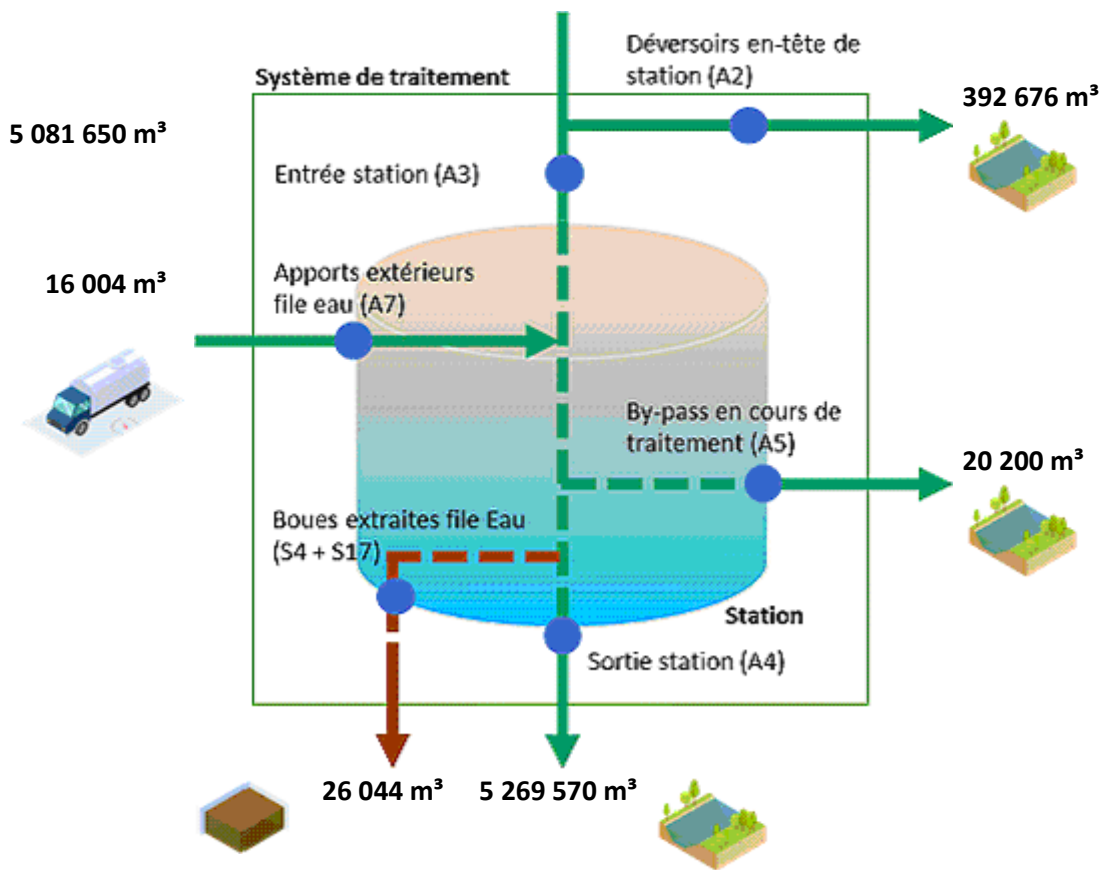 Déversoirs en-tête de
station (A2)
Système de traitement
392 676 m³
5 081 650 m³
Entrée station (A3)
Apports extérieurs
file eau (A7)
16 004 m³
By-pass en cours de
traitement (A5)
20 200 m³
Boues extraites file Eau
(S4 + S17)
Station
Sortie station (A4)
26 044 m³
5 269 570 m³